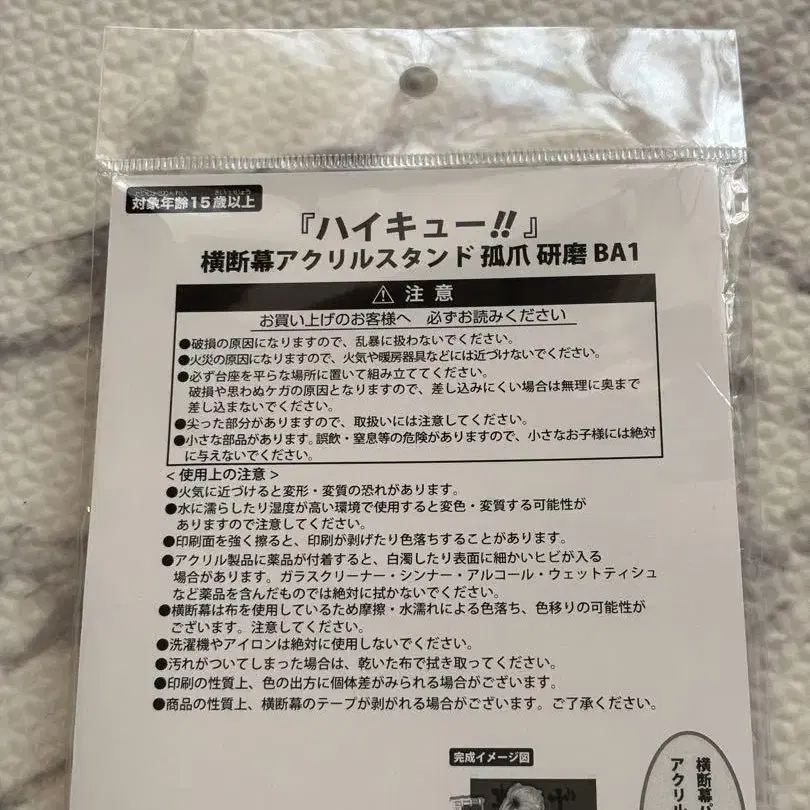 対象年齢15歳以上
『ハイキュー!!』
横断幕アクリルスタンド 孤爪 研磨 BA1
⚠ 注意
お買い上げのお客様へ 必ずお読みください
●破損の原因になりますので、乱暴に扱わないでください。
●火災の原因になりますので、火気や暖房器具などには近づけないでください。
●必ず台座を平らな場所に置いて組み立ててください。
破損や思わぬケガの原因となりますので、差し込みにくい場合は無理に奥まで
差し込まないでください。
●尖った部分がありますので、取扱いには注意してください。
●小さな部品があります。誤飲・窒息等の危険がありますので、小さなお子様には絶対
に与えないでください。
<使用上の注意>
●火気に近づけると変形・変質の恐れがあります。
●水に濡らしたり湿度が高い環境で使用すると変色・変質する可能性が
ありますので注意してください。
●印刷面を強く擦ると、印刷が剥げたり色落ちすることがあります。
●アクリル製品に薬品が付着すると、白濁したり表面に細かいヒビが入る
場合があります。ガラスクリーナー・シンナー・アルコール・ウェットティシュ
など薬品を含んだものでは絶対に拭かないでください。
●横断幕は布を使用しているため摩擦・水濡れによる色落ち、色移りの可能性が
ございます。注意してください。
●洗濯機やアイロンは絶対に使用しないでください。
●汚れがついてしまった場合は、乾いた布で拭き取ってください。
●印刷の性質上、色の出方に個体差がみられる場合がございます。
●商品の性質上、横断幕のテープが剥がれる場合がございます。ご了承ください。
完成イメージ図
横断幕
アクリ